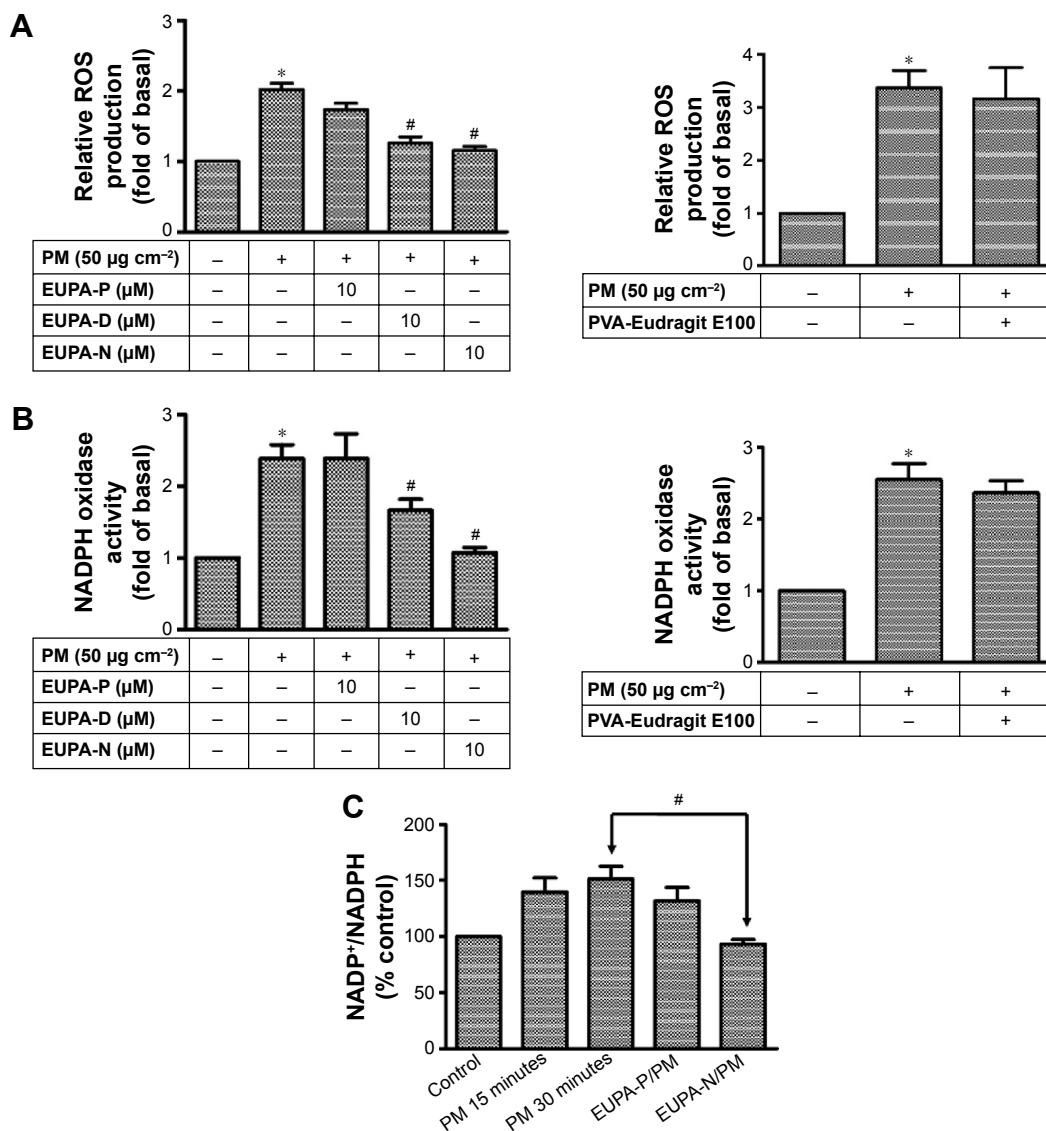 A
Relative ROS
production
(fold of basal)
3
2
1
0
*
#
#
PM (50 µg cm⁻²) – + + + +
EUPA-P (µM) – – 10 – –
EUPA-D (µM) – – – 10 –
EUPA-N (µM) – – – – 10
Relative ROS
production
(fold of basal)
4
3
2
1
0
*
PM (50 µg cm⁻²) – + +
PVA-Eudragit E100 – – +
B
NADPH oxidase
activity
(fold of basal)
3
2
1
0
*
#
#
PM (50 µg cm⁻²) – + + + +
EUPA-P (µM) – – 10 – –
EUPA-D (µM) – – – 10 –
EUPA-N (µM) – – – – 10
NADPH oxidase
activity
(fold of basal)
3
2
1
0
*
PM (50 µg cm⁻²) – + +
PVA-Eudragit E100 – – +
C
NADP⁺/NADPH
(% control)
200
150
100
50
0
#
Control
PM 15 minutes
PM 30 minutes
EUPA-P/PM
EUPA-N/PM